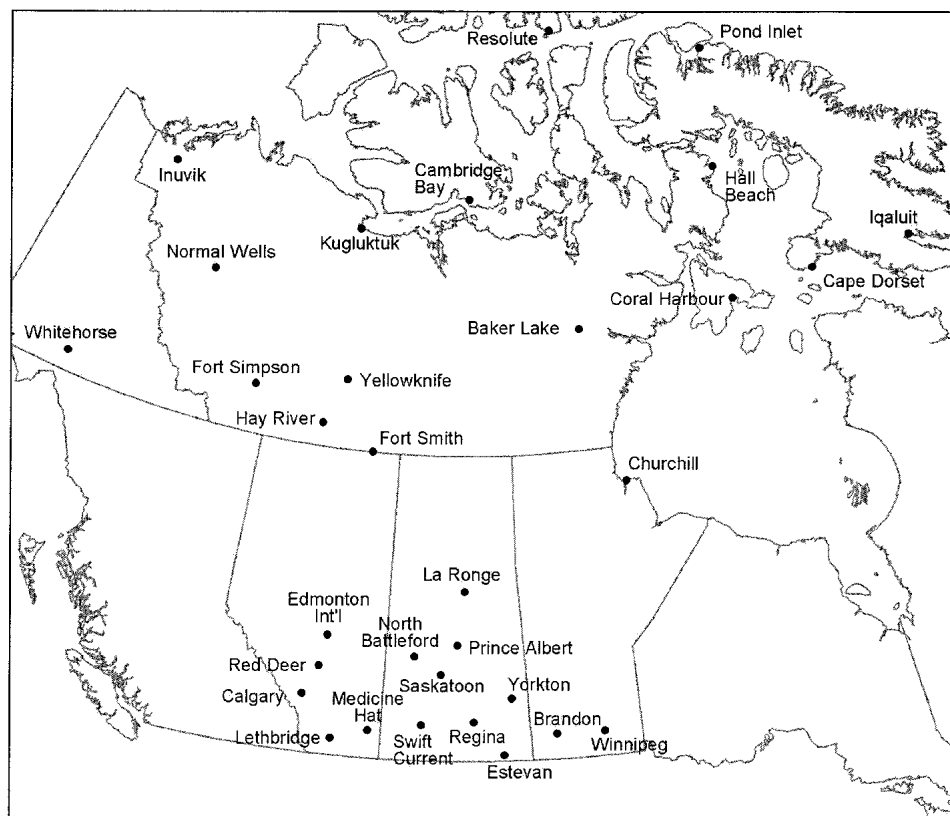 Resolute
Pond Inlet
Inuvik
Cambridge
Bay
Hall
Beach
Iqaluit
Kugluktuk
Normal Wells
Cape Dorset
Coral Harbour
Baker Lake
Whitehorse
Fort Simpson
Yellowknife
Hay River
Fort Smith
Churchill
La Ronge
Edmonton
Int'l
North
Battleford
Prince Albert
Red Deer
Saskatoon
Yorkton
Calgary
Medicine
Hat
Brandon
Lethbridge
Swift
Current
Regina
Winnipeg
Estevan